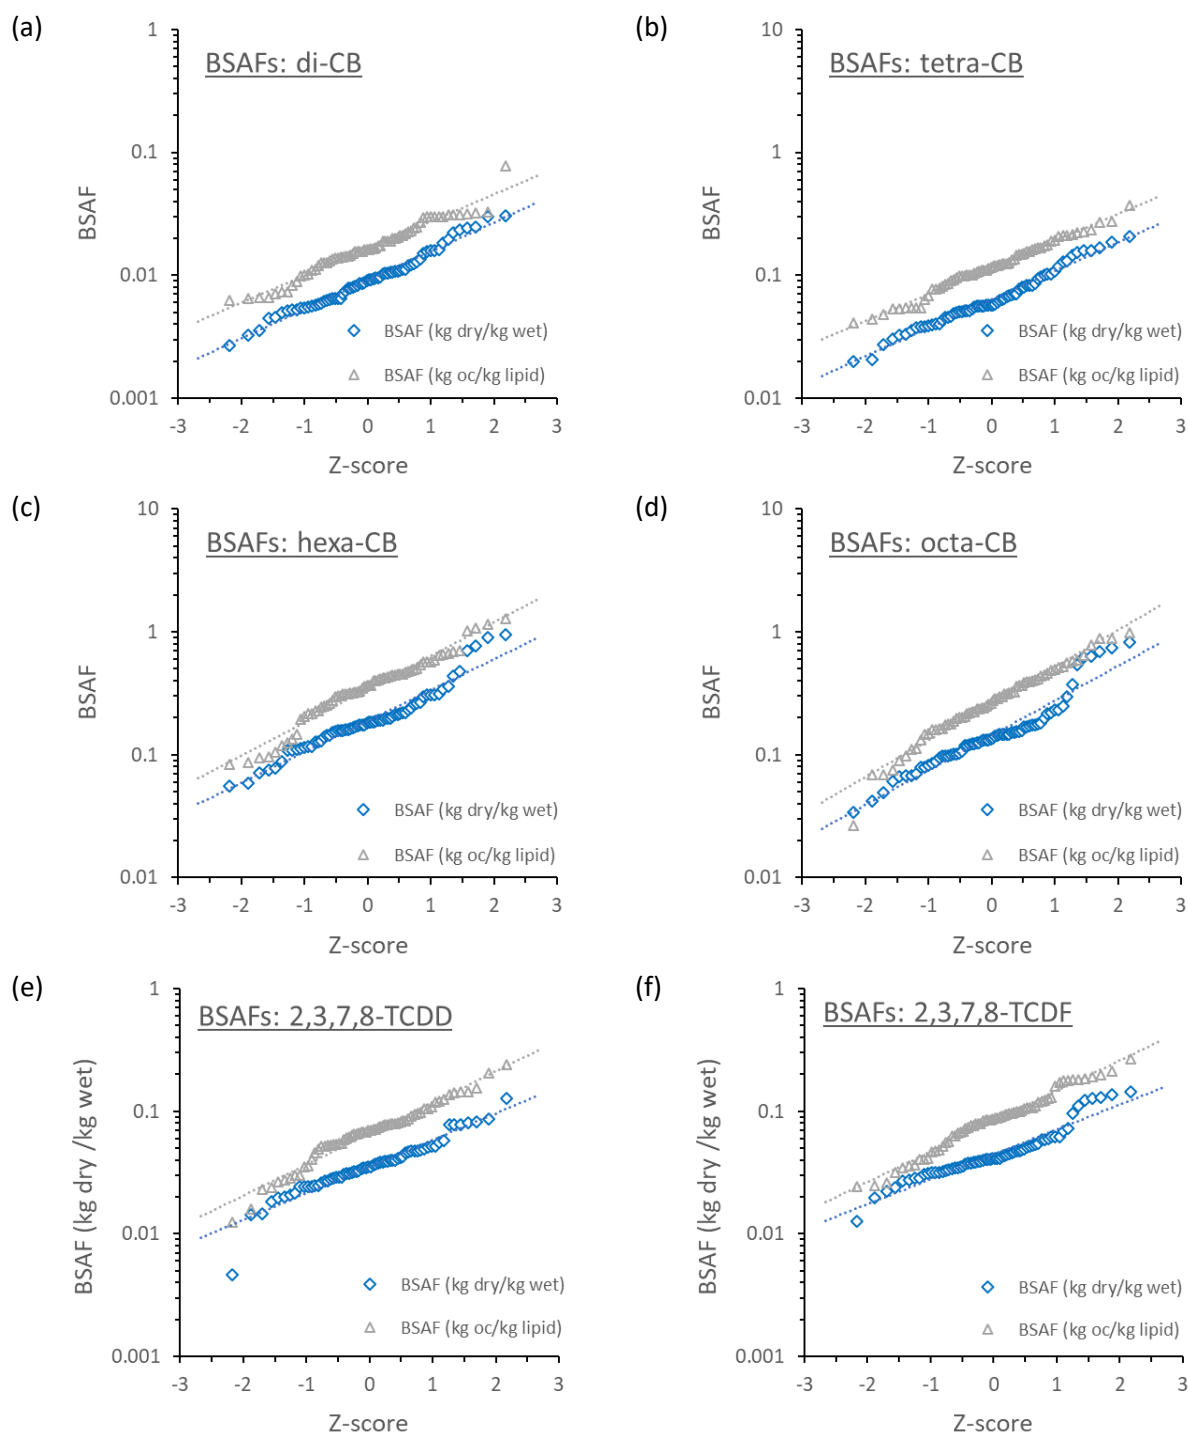 (a)
BSAFs: di-CB
1
0.1
0.01
0.001
BSAF
BSAF (kg dry/kg wet)
BSAF (kg oc/kg lipid)
-3 -2 -1 0 1 2 3
Z-score
(b)
BSAFs: tetra-CB
10
1
0.1
0.01
BSAF
BSAF (kg dry/kg wet)
BSAF (kg oc/kg lipid)
-3 -2 -1 0 1 2 3
Z-score
(c)
BSAFs: hexa-CB
10
1
0.1
0.01
BSAF
BSAF (kg dry/kg wet)
BSAF (kg oc/kg lipid)
-3 -2 -1 0 1 2 3
Z-score
(d)
BSAFs: octa-CB
10
1
0.1
0.01
BSAF
BSAF (kg dry/kg wet)
BSAF (kg oc/kg lipid)
-3 -2 -1 0 1 2 3
Z-score
(e)
BSAFs: 2,3,7,8-TCDD
1
0.1
0.01
0.001
BSAF (kg dry /kg wet)
BSAF (kg dry/kg wet)
BSAF (kg oc/kg lipid)
-3 -2 -1 0 1 2 3
Z-score
(f)
BSAFs: 2,3,7,8-TCDF
1
0.1
0.01
0.001
BSAF (kg dry /kg wet)
BSAF (kg dry/kg wet)
BSAF (kg oc/kg lipid)
-3 -2 -1 0 1 2 3
Z-score